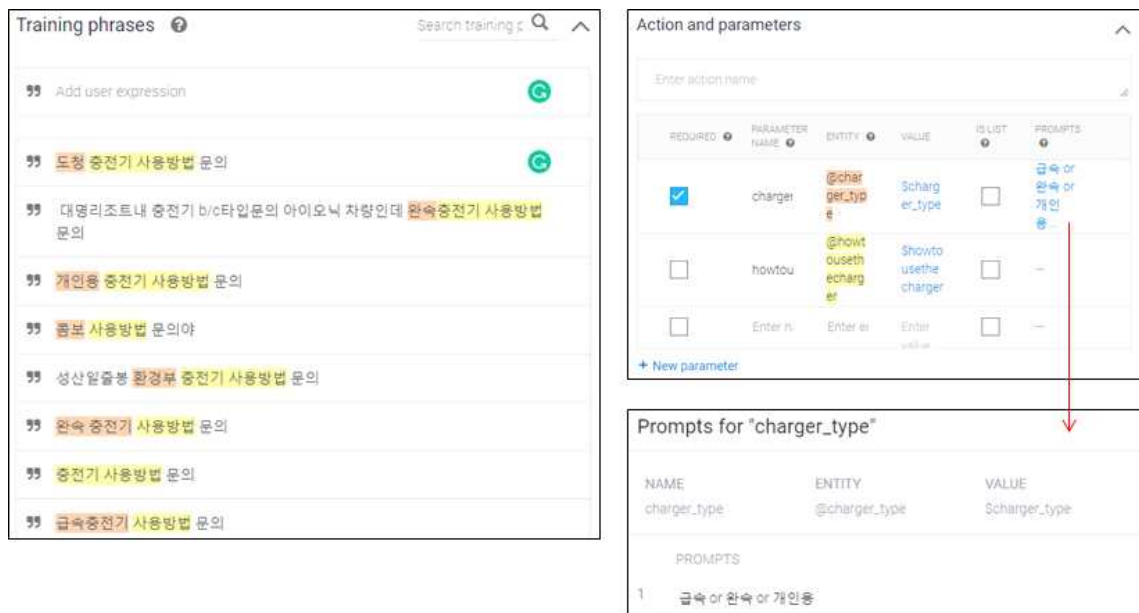 Training phrases
Search training p
Add user expression
도청 충전기 사용방법 문의
대명리조트내 충전기 b/c타입문의 아이오닉 차량인데 완속충전기 사용방법
문의
개인용 충전기 사용방법 문의
콤보 사용방법 문의야
성산일출봉 환경부 충전기 사용방법 문의
완속 충전기 사용방법 문의
충전기 사용방법 문의
급속충전기 사용방법 문의
Action and parameters
Enter action name
REQUIRED PARAMETER NAME ENTITY VALUE IS LIST PROMPTS
charger @charger_type $charger_type 급속 or 완속 or 개인용...
howtou @howtousethecharger $howtousethecharger –
Enter n Enter er Enter value –
+ New parameter
Prompts for "charger_type"
NAME ENTITY VALUE
charger_type @charger_type $charger_type
PROMPTS
1 급속 or 완속 or 개인용